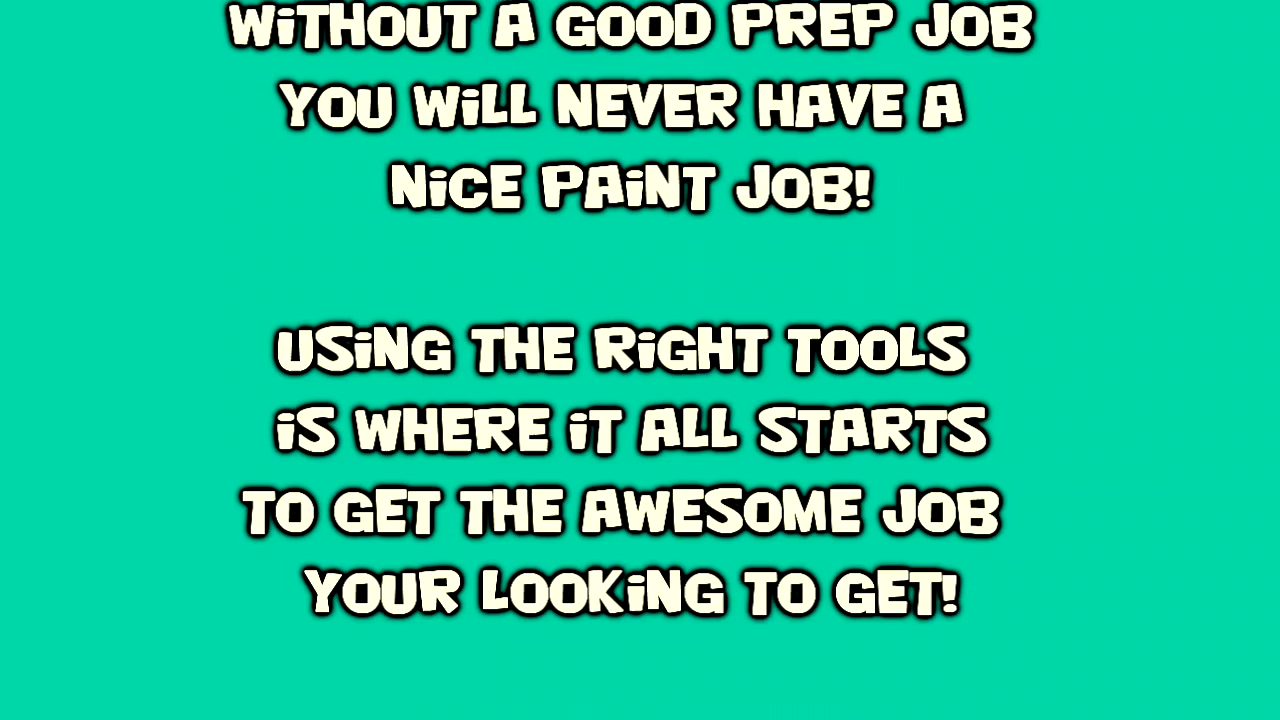 WiTHOUT A GOOD PREP JOB
YOU WiLL NEVER HAVE A
NiCE PAiNT JOB!
USiNG THE RiGHT TOOLS
iS WHERE iT ALL STARTS
TO GET THE AWESOME JOB
YOUR LOOKiNG TO GET!